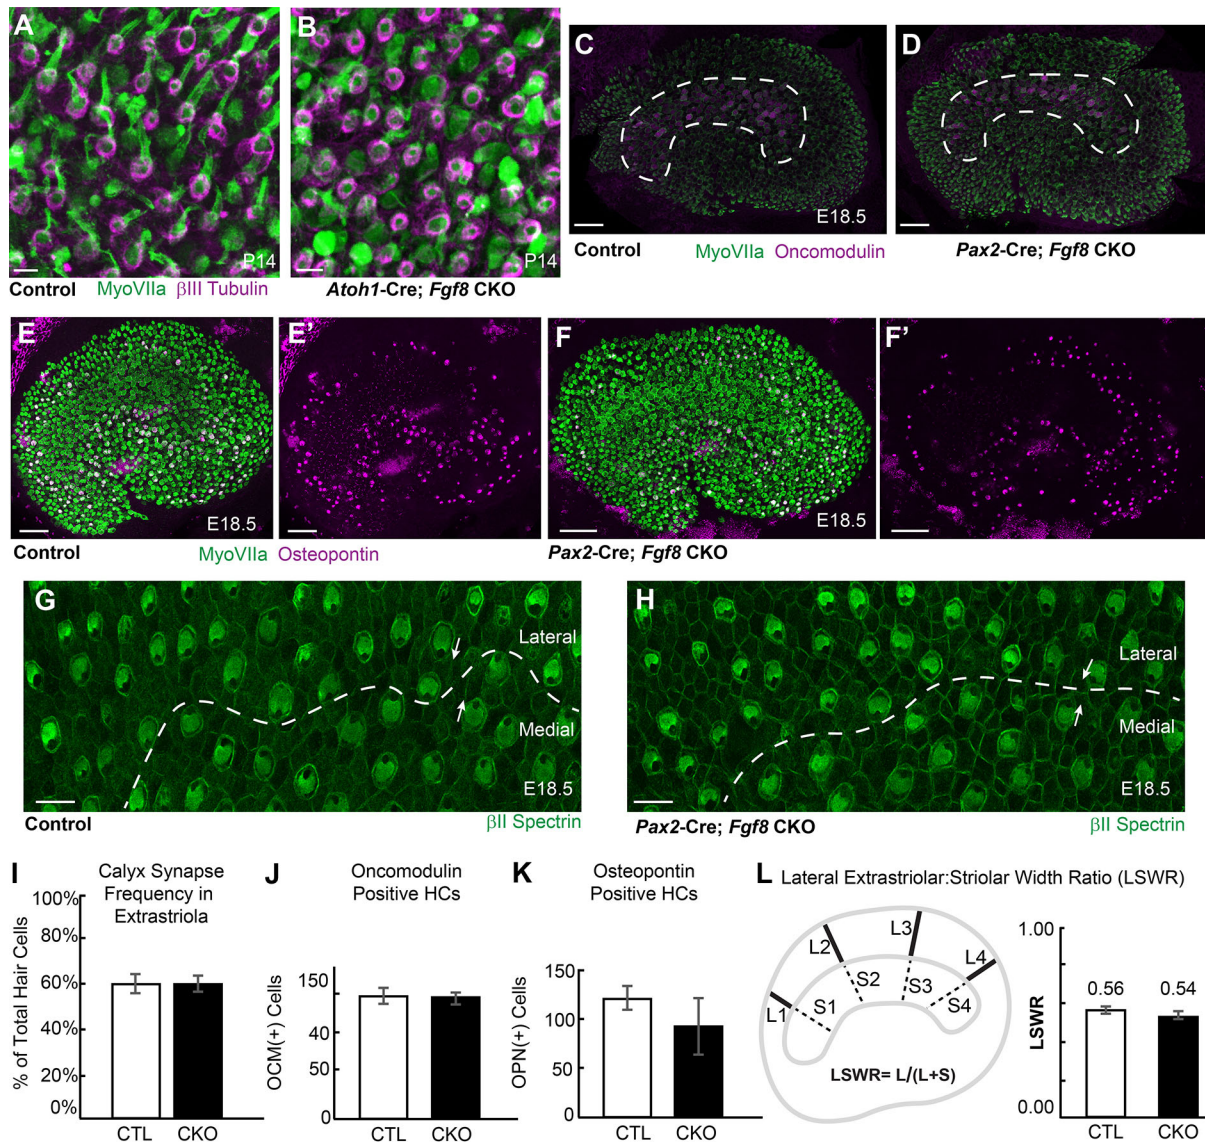 A
B
C
D
P14
P14
E18.5
Control MyoVIIa βIII Tubulin
Atoh1-Cre; Fgf8 CKO
Control MyoVIIa Oncomodulin
Pax2-Cre; Fgf8 CKO
E
E'
F
F'
E18.5
E18.5
Control
MyoVIIa Osteopontin
Pax2-Cre; Fgf8 CKO
G
Lateral
Medial
E18.5
Control
βII Spectrin
H
Lateral
Medial
E18.5
Pax2-Cre; Fgf8 CKO
βII Spectrin
I
Calyx Synapse
Frequency in
Extrastriola
% of Total Hair Cells
100%
80%
60%
40%
20%
0%
CTL CKO
J
Oncomodulin
Positive HCs
OCM(+) Cells
150
40
50
0
CTL CKO
K
Osteopontin
Positive HCs
OPN(+) Cells
150
100
50
0
CTL CKO
L Lateral Extrastriolar:Striolar Width Ratio (LSWR)
L1
L2
L3
L4
S1
S2
S3
S4
LSWR= L/(L+S)
LSWR
1.00
0.00
0.56
0.54
CTL CKO